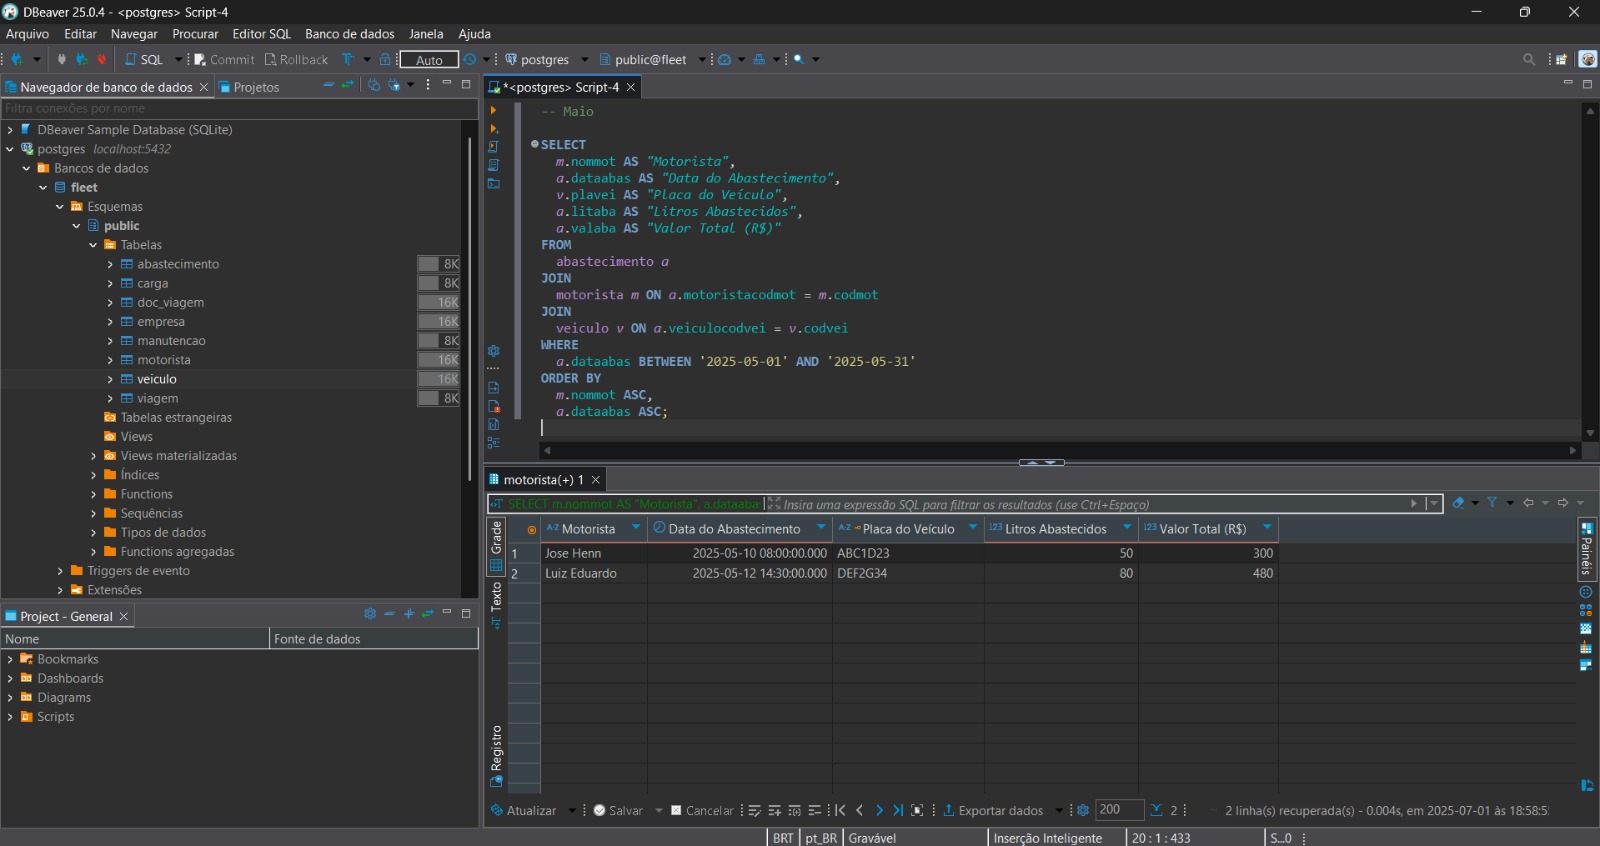 DBeaver 25.0.4 - <postgres> Script-4
Arquivo Editar Navegar Procurar Editor SQL Banco de dados Janela Ajuda
SQL Commit Rollback Auto postgres public@fleet
Navegador de banco de dados Projetos
Filtra conexões por nome
DBeaver Sample Database (SQLite)
postgres localhost:5432
Bancos de dados
fleet
Esquemas
public
Tabelas
abastecimento 8K
carga 8K
doc_viagem 16K
empresa 16K
manutencao 8K
motorista 16K
veiculo 16K
viagem 8K
Tabelas estrangeiras
Views
Views materializadas
Índices
Functions
Sequências
Tipos de dados
Functions agregadas
Triggers de evento
Extensões
Project - General
Nome Fonte de dados
Bookmarks
Dashboards
Diagrams
Scripts
*<postgres> Script-4
-- Maio
SELECT
m.nommot AS "Motorista",
a.dataabas AS "Data do Abastecimento",
v.plavei AS "Placa do Veículo",
a.litaba AS "Litros Abastecidos",
a.valaba AS "Valor Total (R$)"
FROM
abastecimento a
JOIN
motorista m ON a.motoristacodmot = m.codmot
JOIN
veiculo v ON a.veiculocodvei = v.codvei
WHERE
a.dataabas BETWEEN '2025-05-01' AND '2025-05-31'
ORDER BY
m.nommot ASC,
a.dataabas ASC;
motorista(+) 1
SELECT m.nommot AS "Motorista", a.dataaba Insira uma expressão SQL para filtrar os resultados (use Ctrl+Espaço)
Grade
Texto
Registro
A-Z Motorista Data do Abastecimento A-Z Placa do Veículo 123 Litros Abastecidos 123 Valor Total (R$)
1 Jose Henn 2025-05-10 08:00:00.000 ABC1D23 50 300
2 Luiz Eduardo 2025-05-12 14:30:00.000 DEF2G34 80 480
Painéis
Atualizar Salvar Cancelar Exportar dados 200 2 2 linha(s) recuperada(s) - 0.004s, em 2025-07-01 às 18:58:5
BRT pt_BR Gravável Inserção Inteligente 20 : 1 : 433 S...0